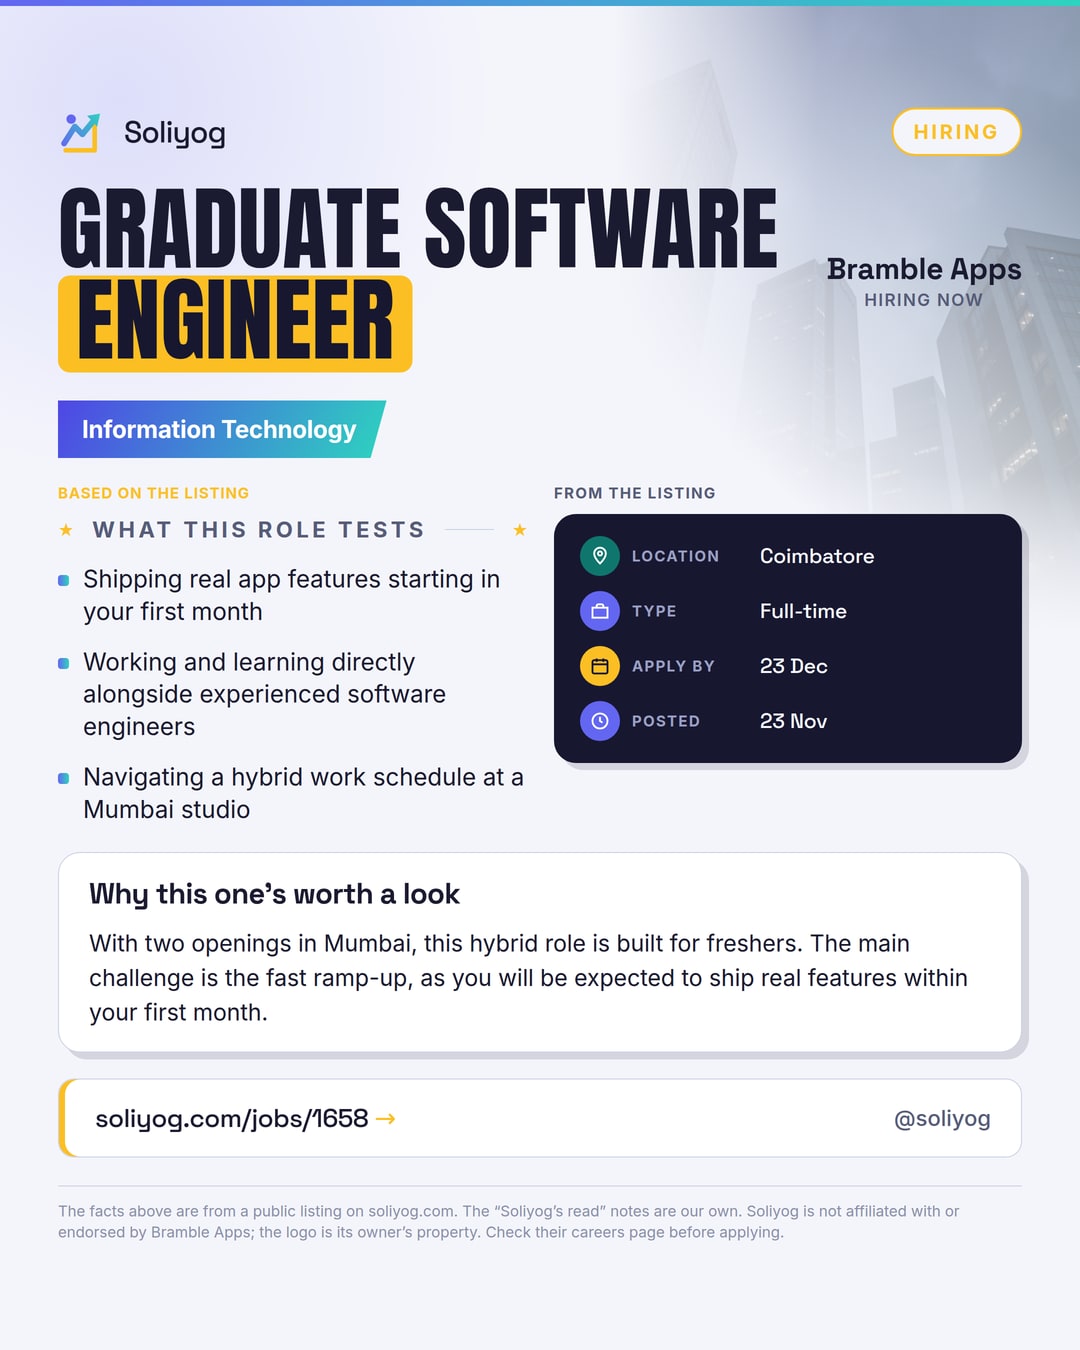 Soliyog
HIRING
GRADUATE SOFTWARE
ENGINEER
Bramble Apps
HIRING NOW
Information Technology
BASED ON THE LISTING
★ WHAT THIS ROLE TESTS ★
Shipping real app features starting in
your first month
Working and learning directly
alongside experienced software
engineers
Navigating a hybrid work schedule at a
Mumbai studio
FROM THE LISTING
LOCATION Coimbatore
TYPE Full-time
APPLY BY 23 Dec
POSTED 23 Nov
Why this one’s worth a look
With two openings in Mumbai, this hybrid role is built for freshers. The main
challenge is the fast ramp-up, as you will be expected to ship real features within
your first month.
soliyog.com/jobs/1658 →
@soliyog
The facts above are from a public listing on soliyog.com. The “Soliyog’s read” notes are our own. Soliyog is not affiliated with or
endorsed by Bramble Apps; the logo is its owner’s property. Check their careers page before applying.